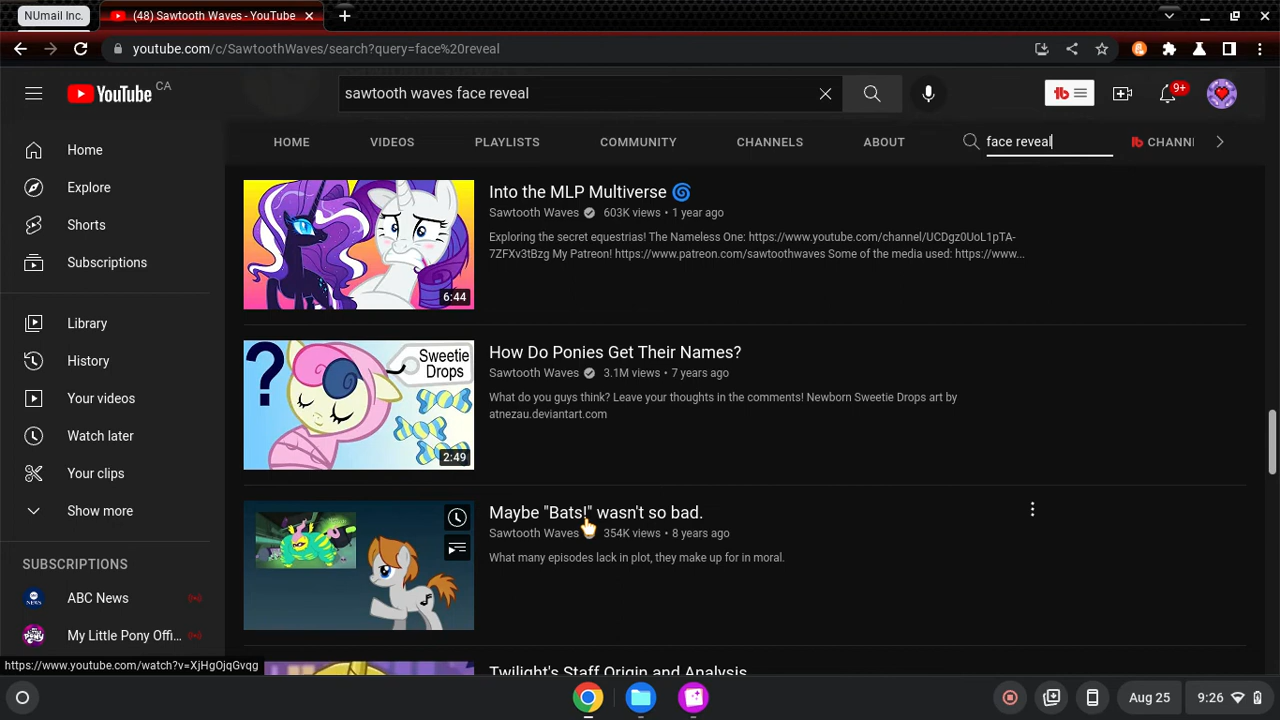 NUmail Inc.
(48) Sawtooth Waves - YouTube
youtube.com/c/SawtoothWaves/search?query=face%20reveal
YouTube CA
sawtooth waves face reveal
9+
HOME
VIDEOS
PLAYLISTS
COMMUNITY
CHANNELS
ABOUT
face reveal
CHANNI
Home
Explore
Shorts
Subscriptions
Library
History
Your videos
Watch later
Your clips
Show more
SUBSCRIPTIONS
ABC News
My Little Pony Offi...
6:44
Into the MLP Multiverse
Sawtooth Waves 603K views • 1 year ago
Exploring the secret equestrias! The Nameless One: https://www.youtube.com/channel/UCDgz0UoL1pTA-
7ZFXv3tBzg My Patreon! https://www.patreon.com/sawtoothwaves Some of the media used: https://www...
?
Sweetie
Drops
2:49
How Do Ponies Get Their Names?
Sawtooth Waves 3.1M views • 7 years ago
What do you guys think? Leave your thoughts in the comments! Newborn Sweetie Drops art by
atnezau.deviantart.com
Maybe "Bats!" wasn't so bad.
Sawtooth Waves 354K views • 8 years ago
What many episodes lack in plot, they make up for in moral.
Twilight's Staff Origin and Analysis
https://www.youtube.com/watch?v=XjHgOjqGvqg
Aug 25
9:26